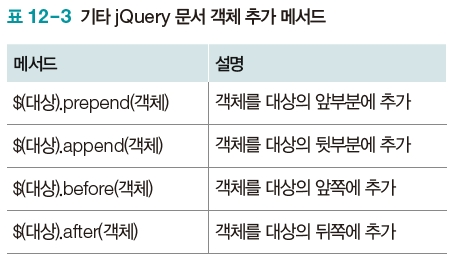 표 12-3 기타 jQuery 문서 객체 추가 메서드
메서드 설명
$(대상).prepend(객체) 객체를 대상의 앞부분에 추가
$(대상).append(객체) 객체를 대상의 뒷부분에 추가
$(대상).before(객체) 객체를 대상의 앞쪽에 추가
$(대상).after(객체) 객체를 대상의 뒤쪽에 추가